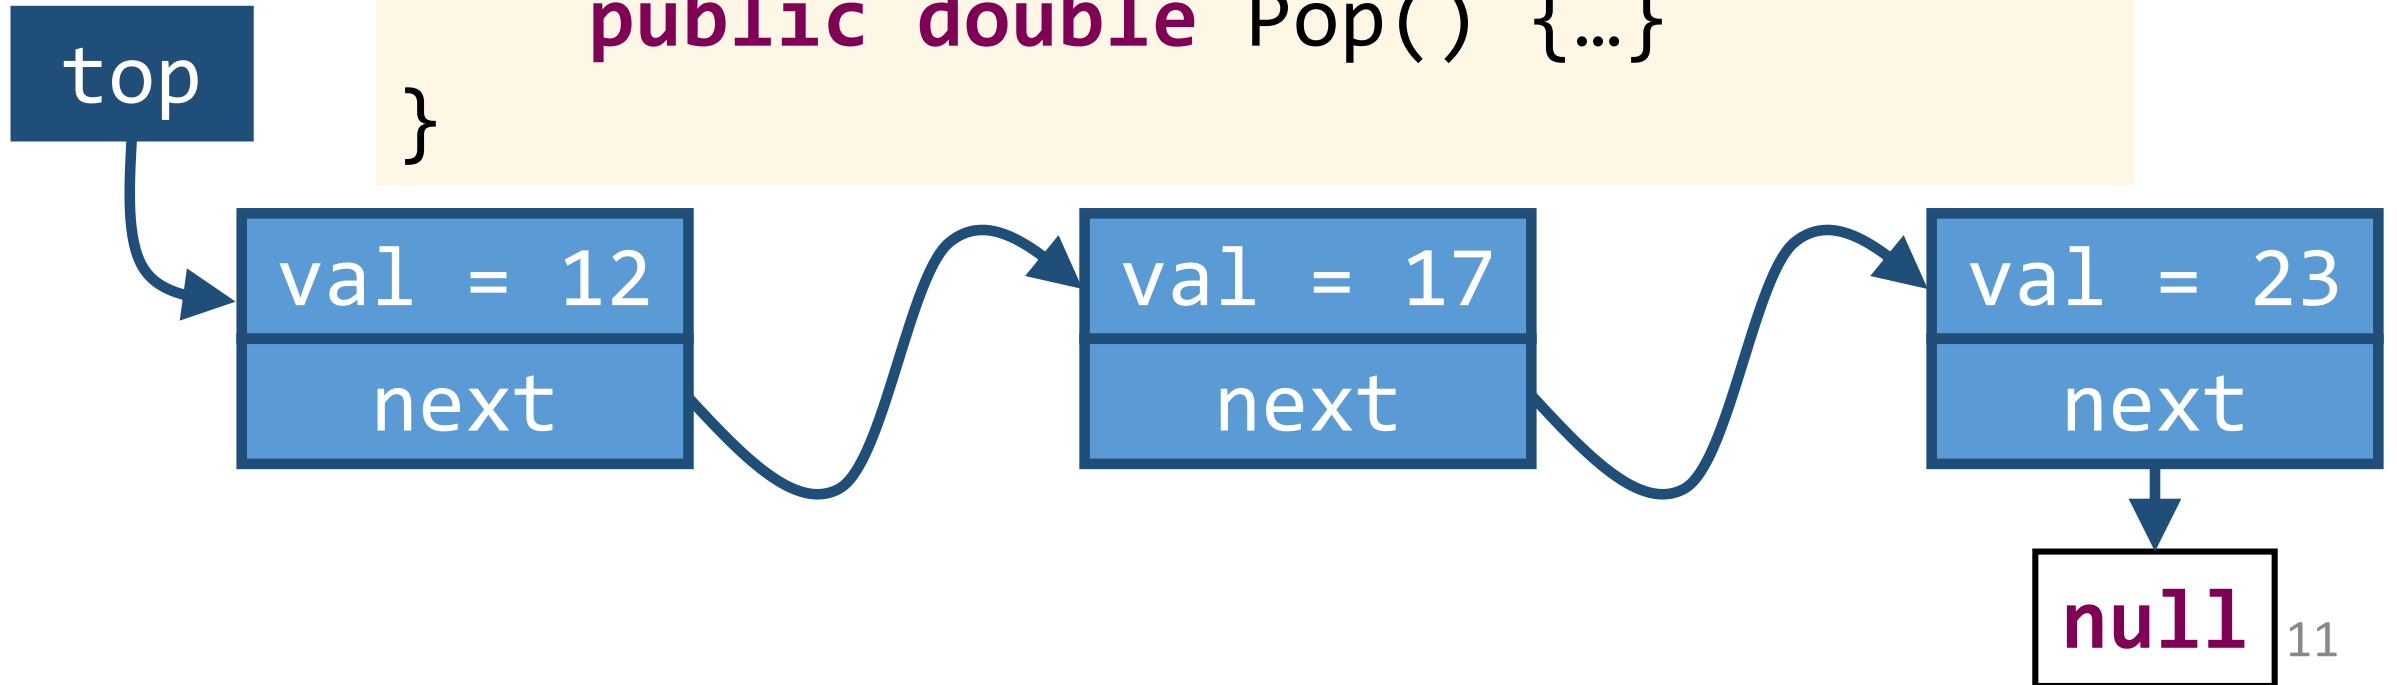 public double Pop() {…}
}
top
val = 12
next
val = 17
next
val = 23
next
null
11